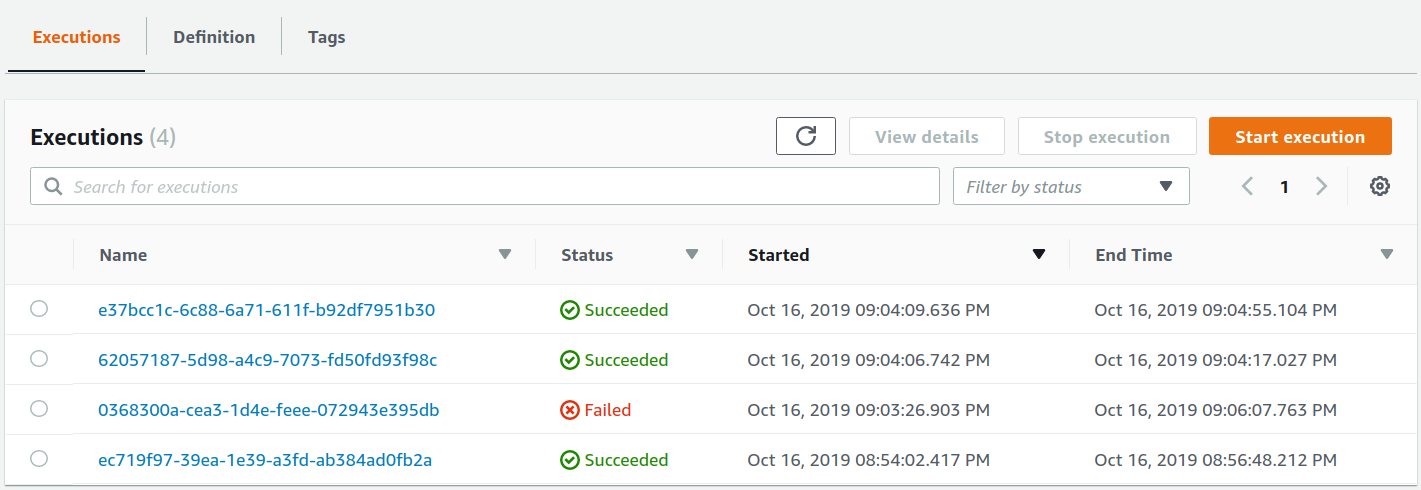 Executions Definition Tags
Executions (4) View details Stop execution Start execution
Search for executions Filter by status 1
Name Status Started End Time
e37bcc1c-6c88-6a71-611f-b92df7951b30 Succeeded Oct 16, 2019 09:04:09.636 PM Oct 16, 2019 09:04:55.104 PM
62057187-5d98-a4c9-7073-fd50fd93f98c Succeeded Oct 16, 2019 09:04:06.742 PM Oct 16, 2019 09:04:17.027 PM
0368300a-cea3-1d4e-feee-072943e395db Failed Oct 16, 2019 09:03:26.903 PM Oct 16, 2019 09:06:07.763 PM
ec719f97-39ea-1e39-a3fd-ab384ad0fb2a Succeeded Oct 16, 2019 08:54:02.417 PM Oct 16, 2019 08:56:48.212 PM